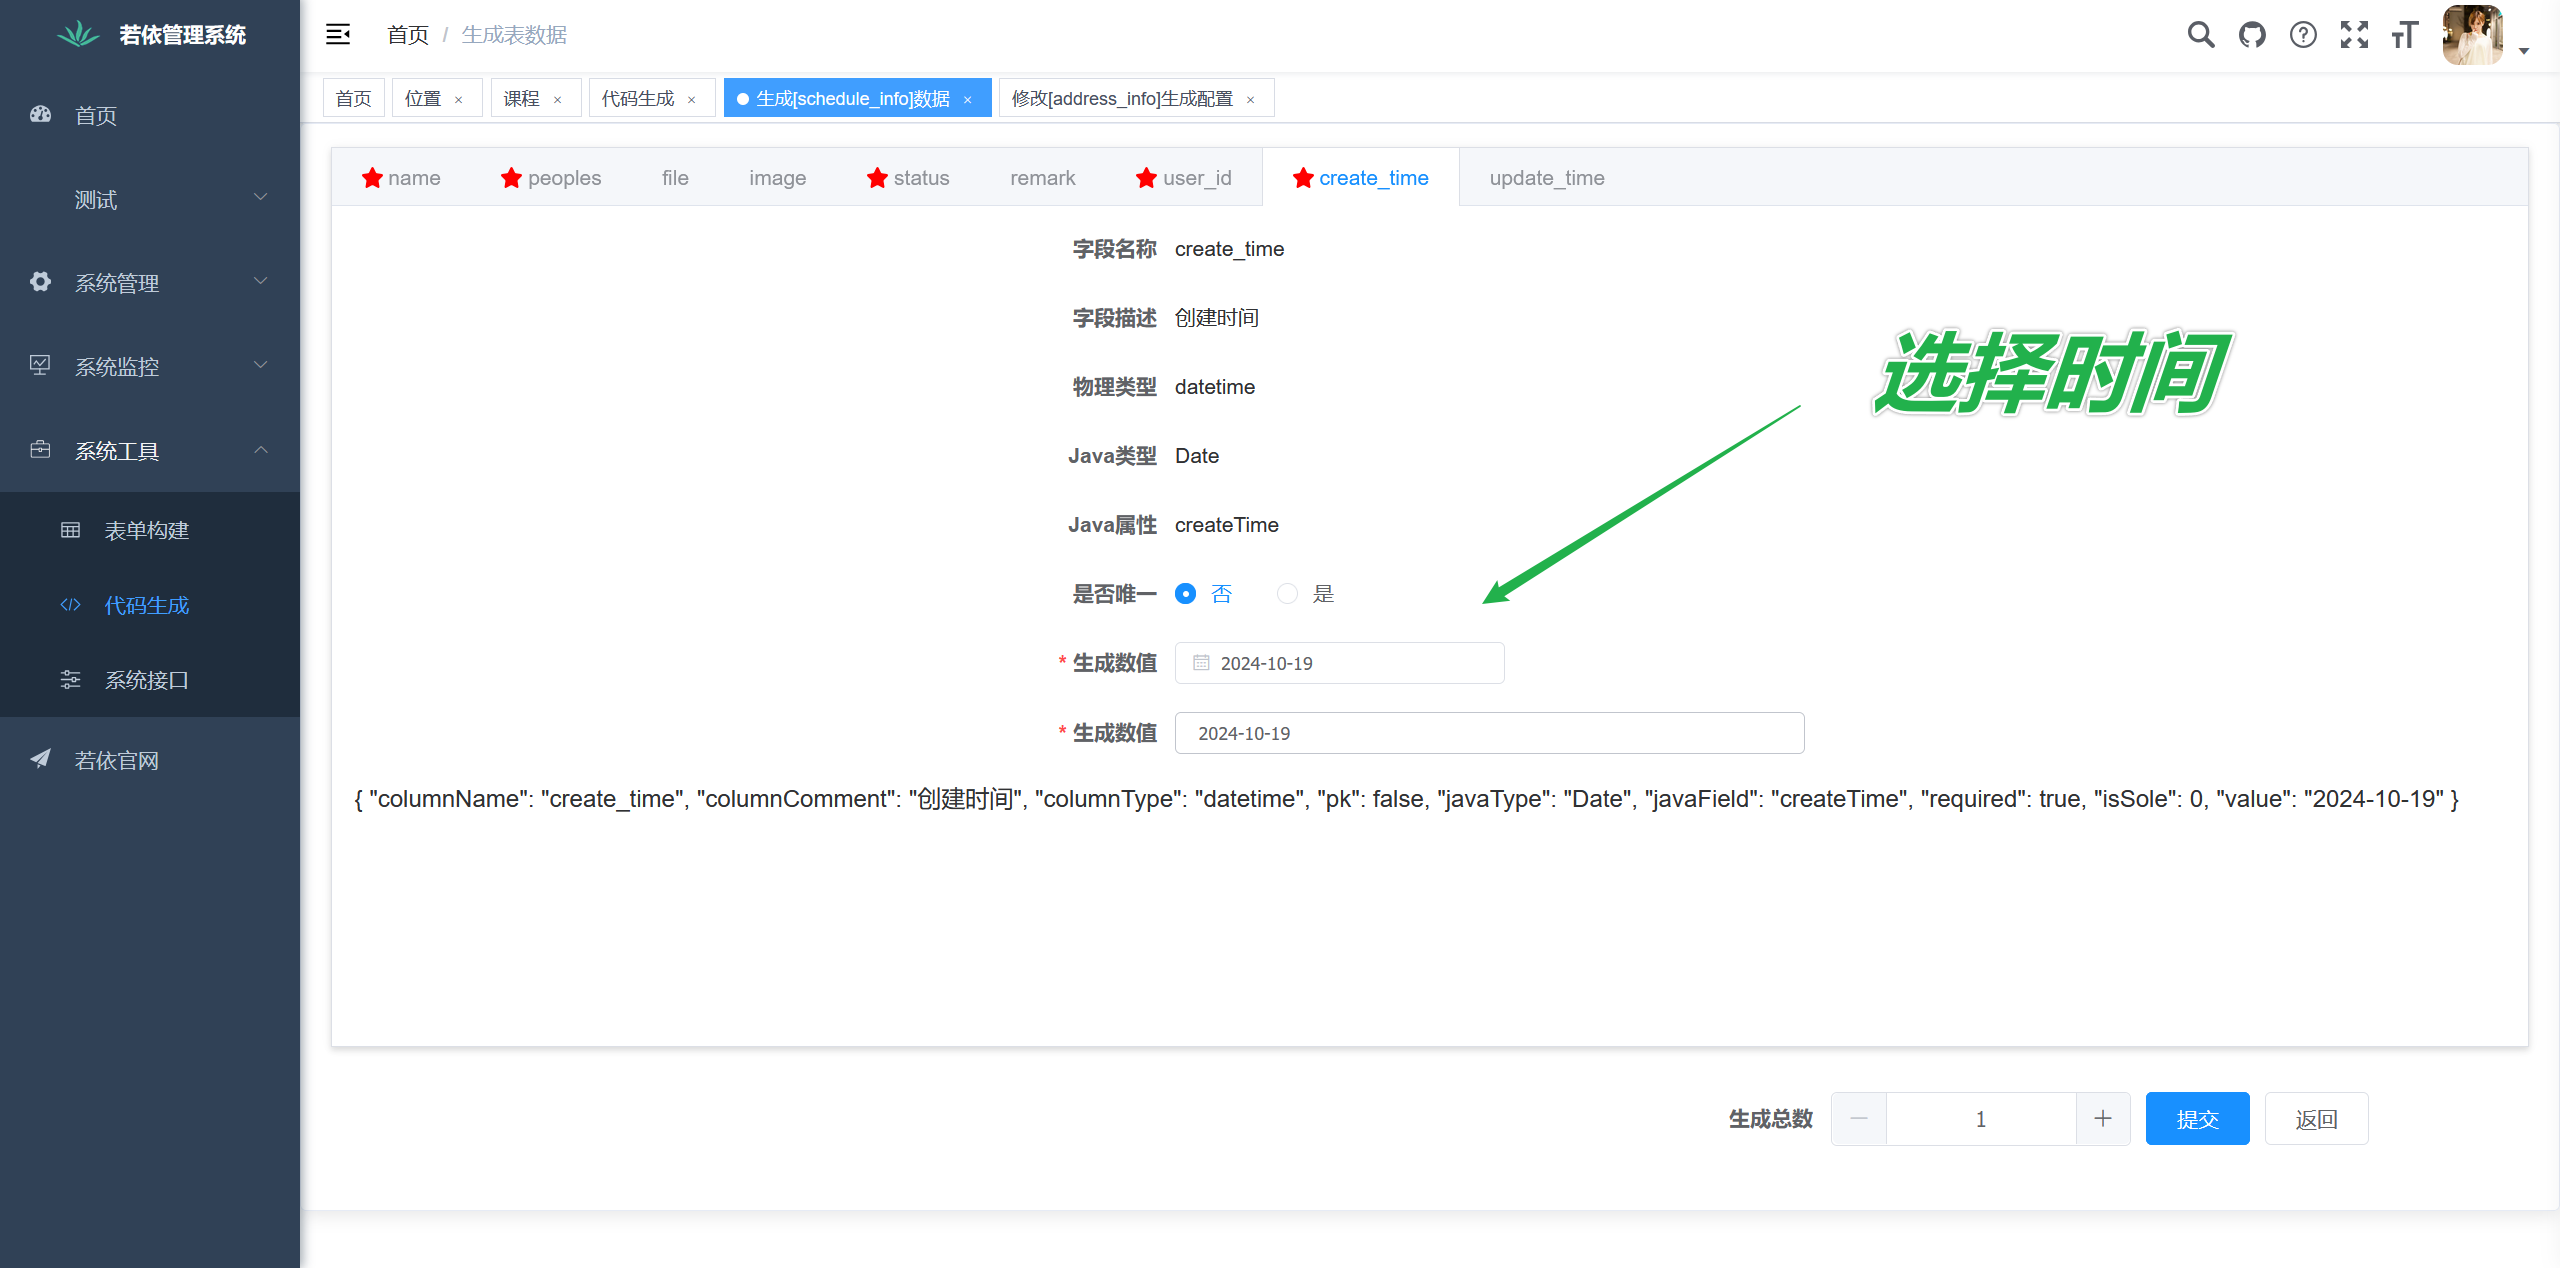 若依管理系统
首页
测试
系统管理
系统监控
系统工具
表单构建
代码生成
系统接口
若依官网
首页 / 生成表数据
首页 位置 × 课程 × 代码生成 × 生成[schedule_info]数据 × 修改[address_info]生成配置 ×
name peoples file image status remark user_id create_time update_time
字段名称 create_time
字段描述 创建时间
物理类型 datetime
Java类型 Date
Java属性 createTime
是否唯一 否 是
* 生成数值 2024-10-19
* 生成数值 2024-10-19
选择时间
{ "columnName": "create_time", "columnComment": "创建时间", "columnType": "datetime", "pk": false, "javaType": "Date", "javaField": "createTime", "required": true, "isSole": 0, "value": "2024-10-19" }
生成总数 1 提交 返回